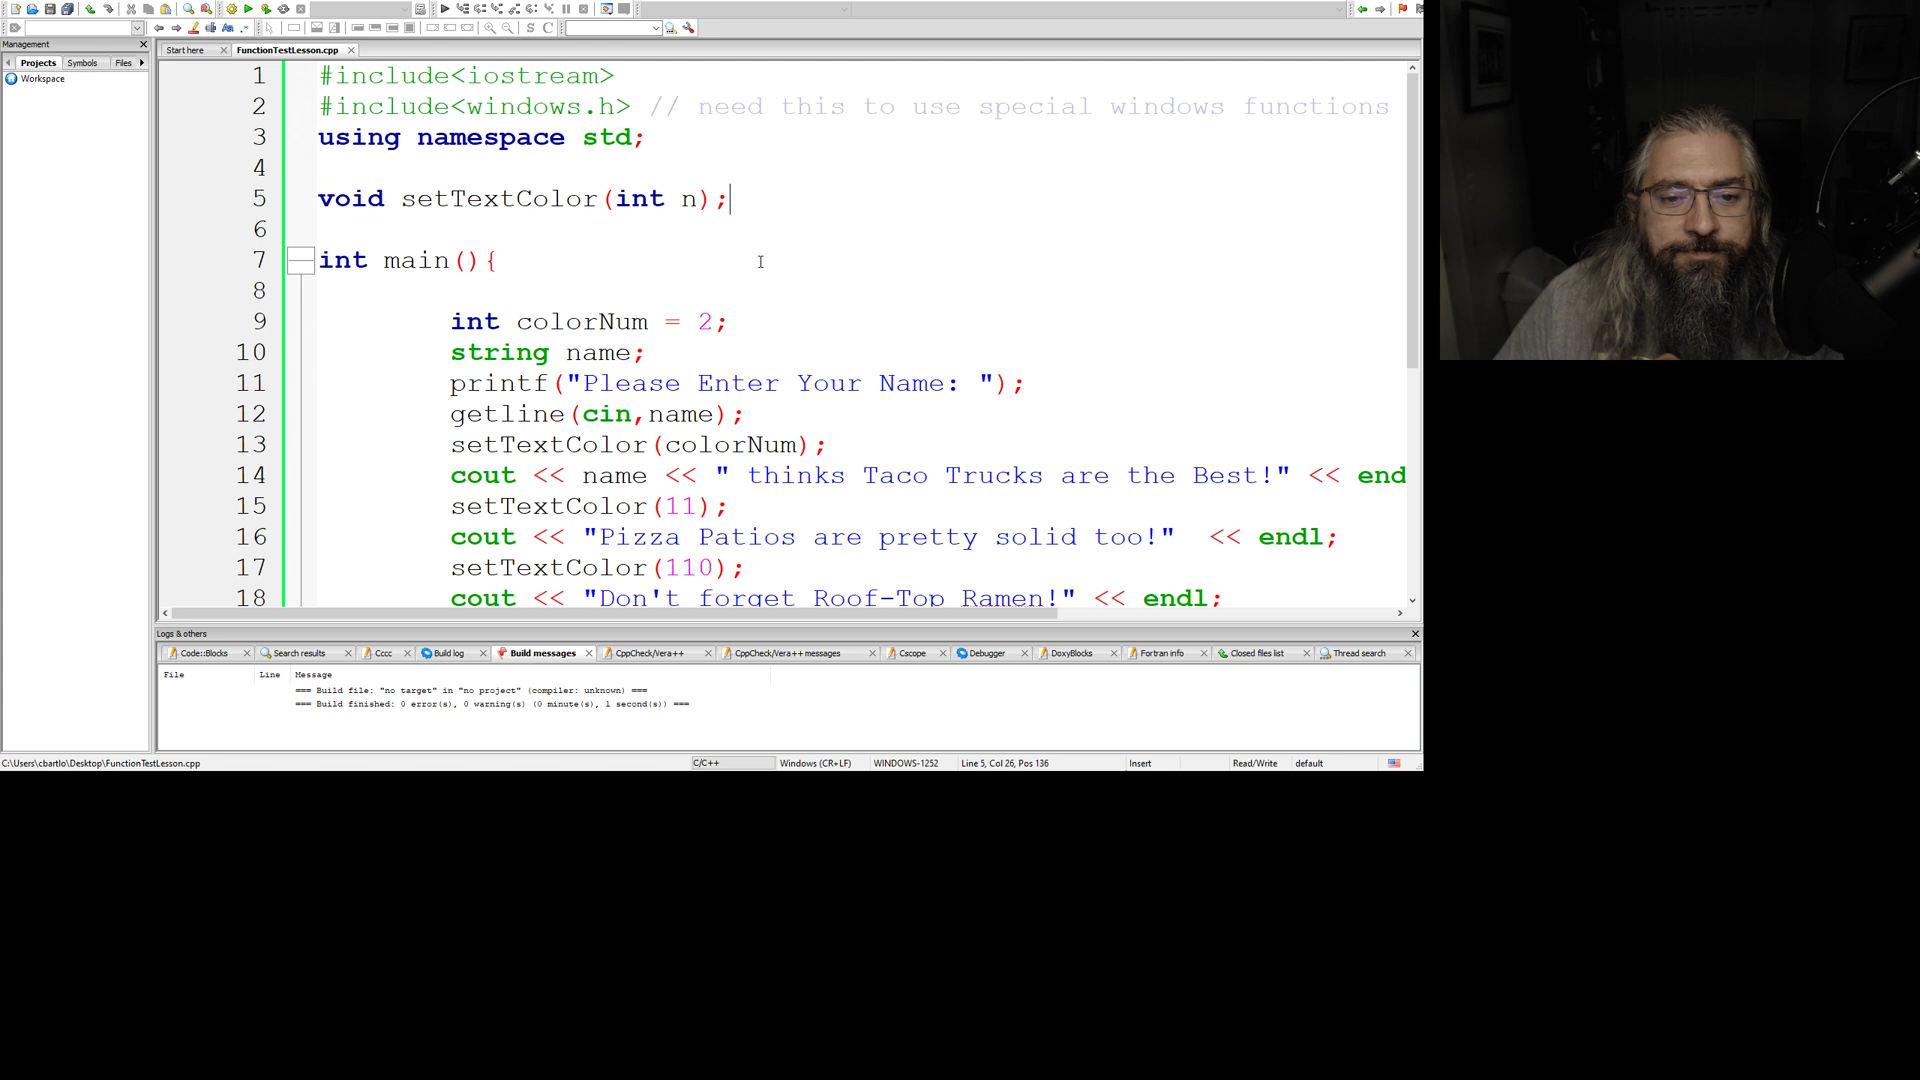 Management
Projects Symbols Files
Workspace
Start here FunctionTestLesson.cpp
1 #include<iostream>
2 #include<windows.h> // need this to use special windows functions
3 using namespace std;
4
5 void setTextColor(int n);
6
7 int main(){
8
9 int colorNum = 2;
10 string name;
11 printf("Please Enter Your Name: ");
12 getline(cin,name);
13 setTextColor(colorNum);
14 cout << name << " thinks Taco Trucks are the Best!" << end
15 setTextColor(11);
16 cout << "Pizza Patios are pretty solid too!"  << endl;
17 setTextColor(110);
18 cout << "Don't forget Roof-Top Ramen!" << endl;
Logs & others
Code::Blocks Search results Cccc Build log Build messages CppCheck/Vera++ CppCheck/Vera++ messages Cscope Debugger DoxyBlocks Fortran info Closed files list Thread search
File Line Message
=== Build file: "no target" in "no project" (compiler: unknown) ===
=== Build finished: 0 error(s), 0 warning(s) (0 minute(s), 1 second(s)) ===
C:\Users\cbartlo\Desktop\FunctionTestLesson.cpp C/C++ Windows (CR+LF) WINDOWS-1252 Line 5, Col 26, Pos 136 Insert Read/Write default